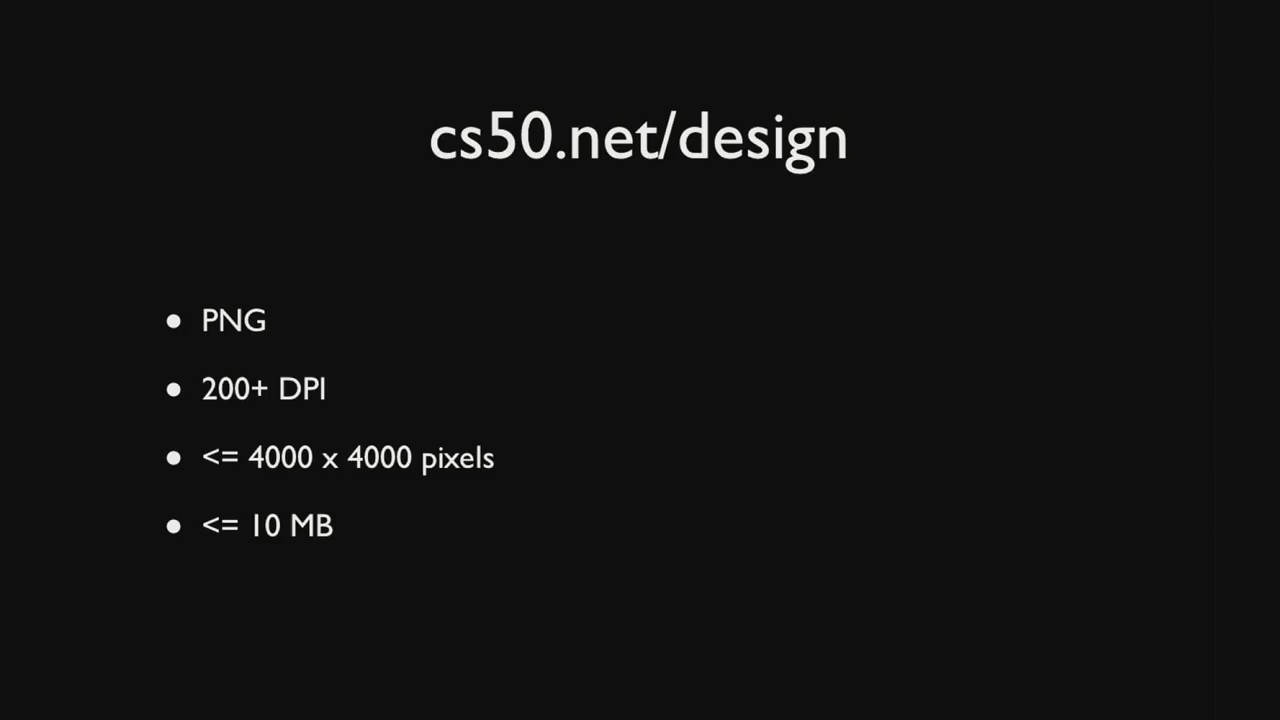 cs50.net/design
• PNG
• 200+ DPI
• <= 4000 x 4000 pixels
• <= 10 MB